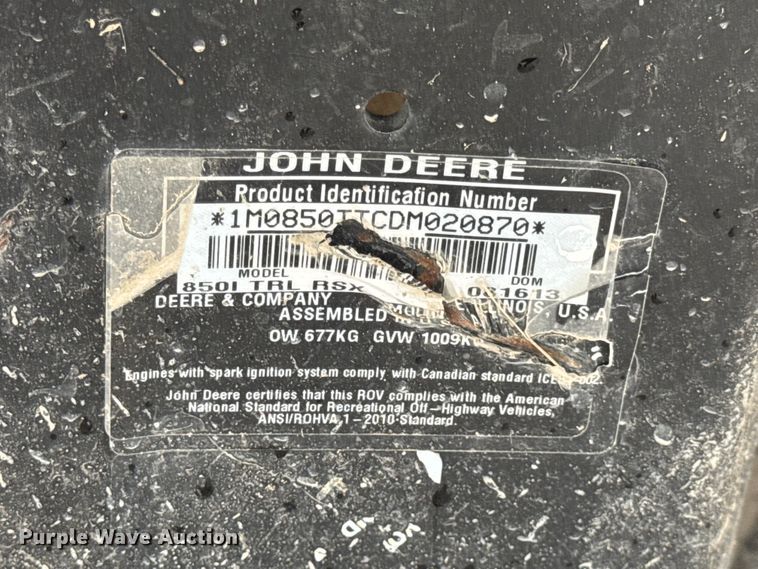 JOHN DEERE
Product Identification Number
*1M0850TTCDM020870*
MODEL DOM
850I TRL RSX
DEERE & COMPANY ILLINOIS, U.S.A.
ASSEMBLED
OW 677KG GVW 1009K
Engines with spark ignition system comply with Canadian standard
John Deere certifies that this ROV complies with the American
National Standard for Recreational Off-Highway Vehicles,
ANSI/ROHVA 1-2010 Standard.
Purple Wave Auction